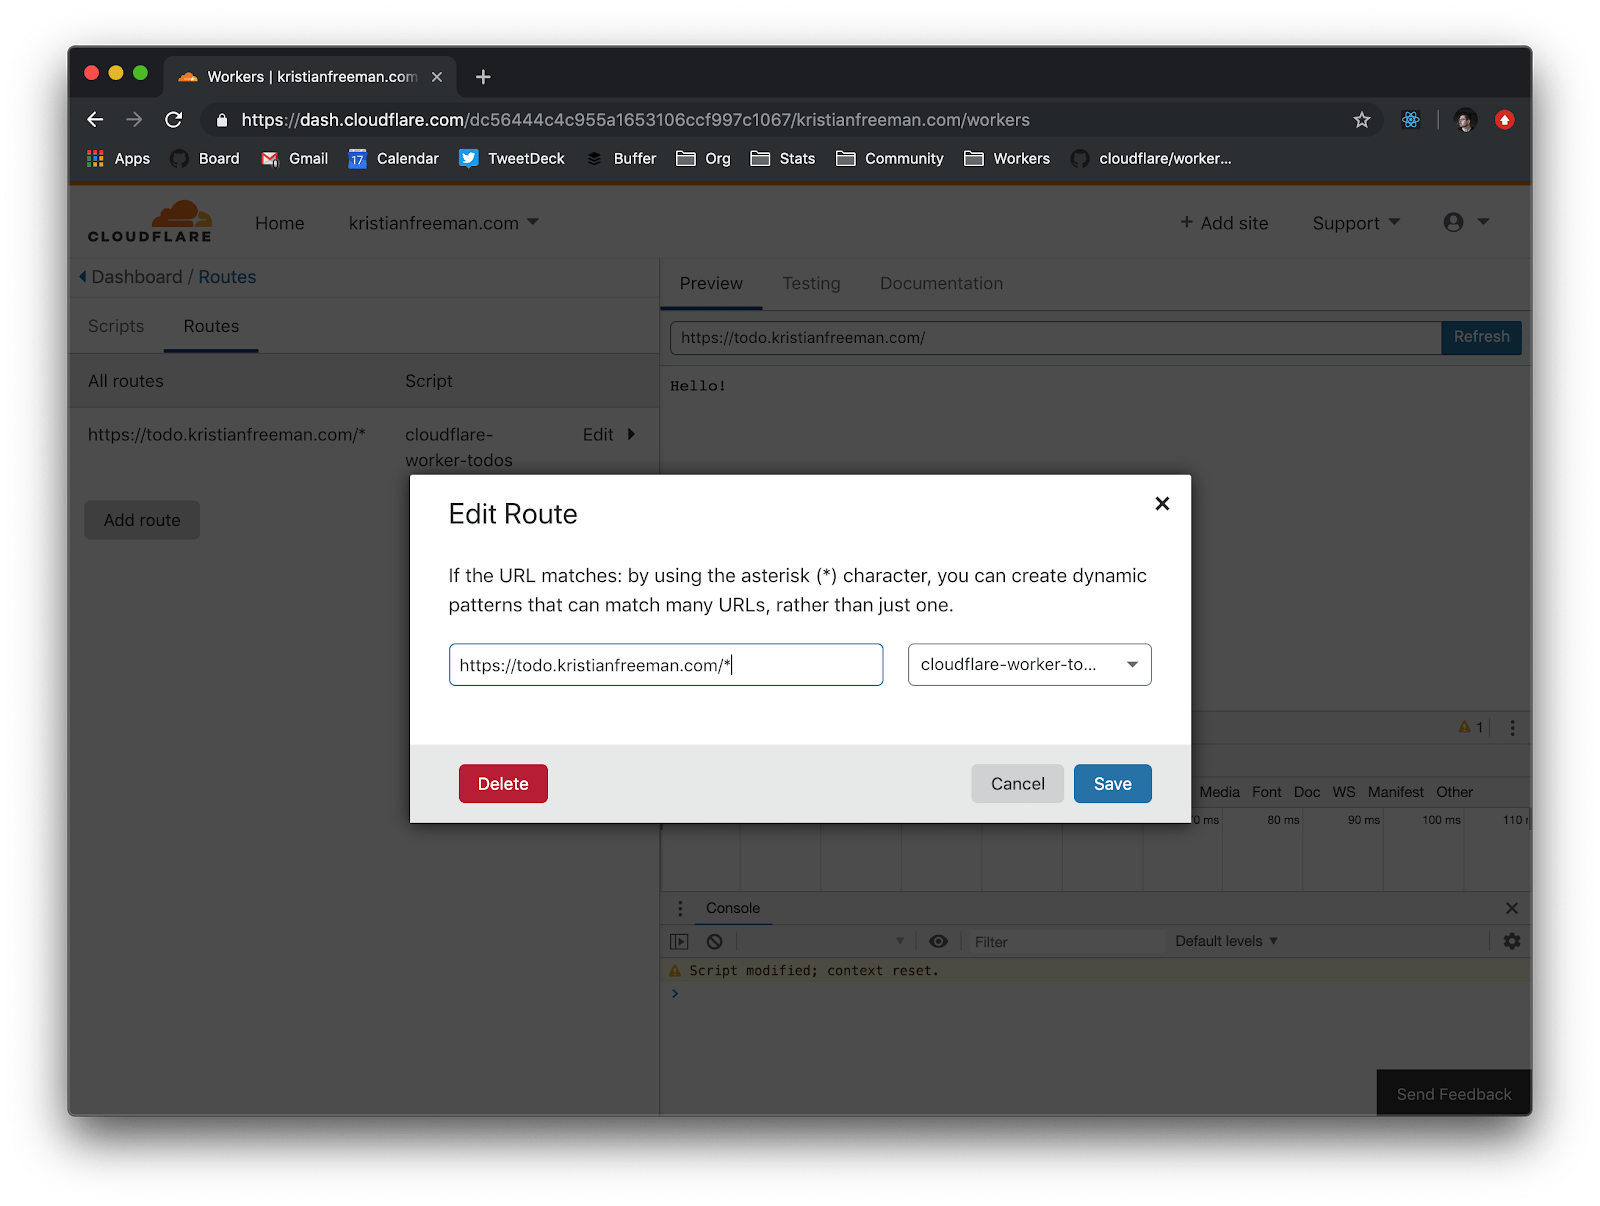 Workers | kristianfreeman.com
https://dash.cloudflare.com/dc56444c4c955a1653106ccf997c1067/kristianfreeman.com/workers
Apps Board Gmail 17 Calendar TweetDeck Buffer Org Stats Community Workers cloudflare/worker...
CLOUDFLARE Home kristianfreeman.com + Add site Support
Dashboard / Routes
Scripts Routes
All routes Script
https://todo.kristianfreeman.com/* cloudflare-
worker-todos
Edit
Add route
Preview Testing Documentation
https://todo.kristianfreeman.com/ Refresh
Hello!
Edit Route
If the URL matches: by using the asterisk (*) character, you can create dynamic
patterns that can match many URLs, rather than just one.
https://todo.kristianfreeman.com/* cloudflare-worker-to...
Delete Cancel Save
1
Media Font Doc WS Manifest Other
ms 80 ms 90 ms 100 ms 110
Console
Filter Default levels
Script modified; context reset.
>
Send Feedback